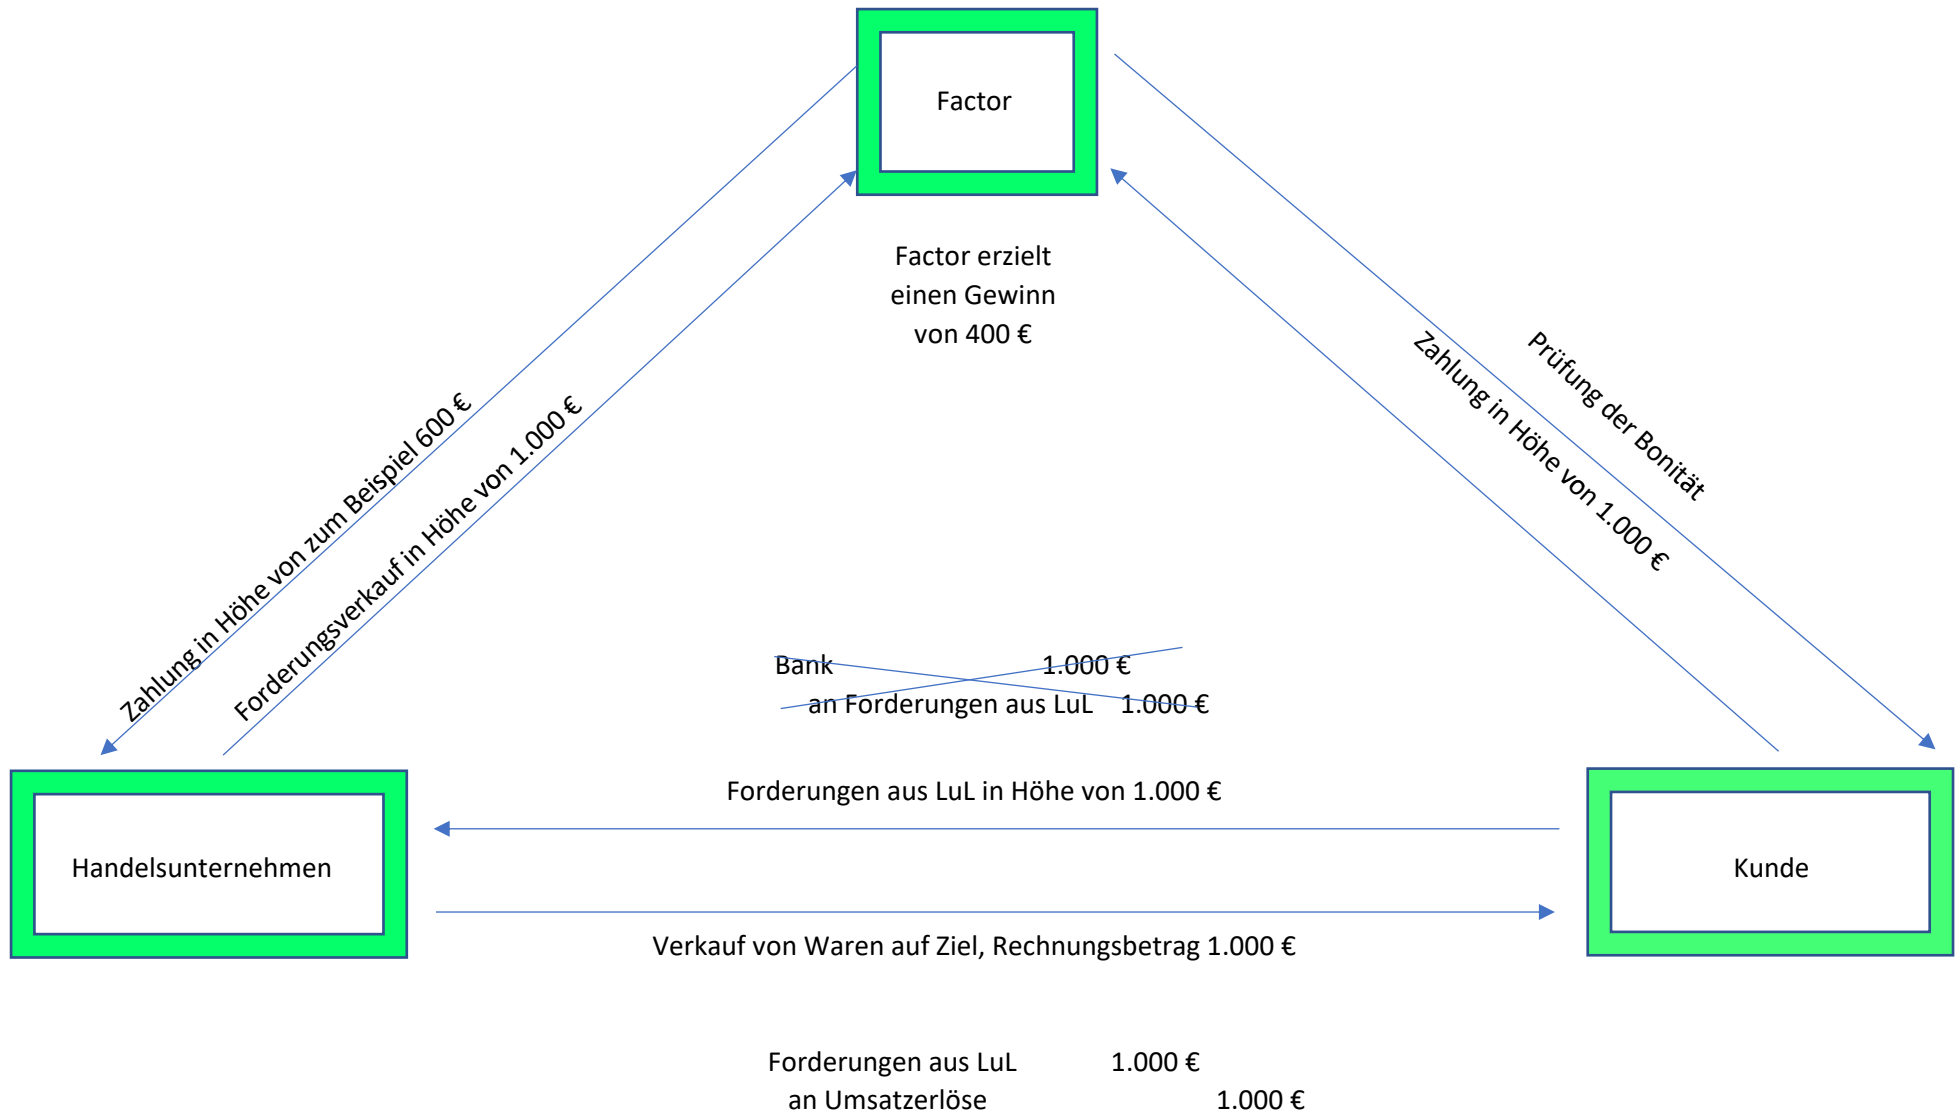 Factor
Factor erzielt
einen Gewinn
von 400 €
Zahlung in Höhe von zum Beispiel 600 €
Forderungsverkauf in Höhe von 1.000 €
Zahlung in Höhe von 1.000 €
Prüfung der Bonität
Bank 1.000 €
an Forderungen aus LuL 1.000 €
Forderungen aus LuL in Höhe von 1.000 €
Handelsunternehmen
Kunde
Verkauf von Waren auf Ziel, Rechnungsbetrag 1.000 €
Forderungen aus LuL 1.000 €
an Umsatzerlöse 1.000 €